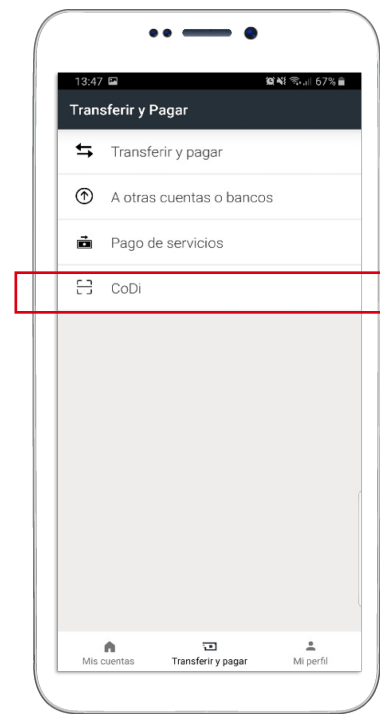 13:47 67%
Transferir y Pagar
Transferir y pagar
A otras cuentas o bancos
Pago de servicios
CoDi
Mis cuentas Transferir y pagar Mi perfil